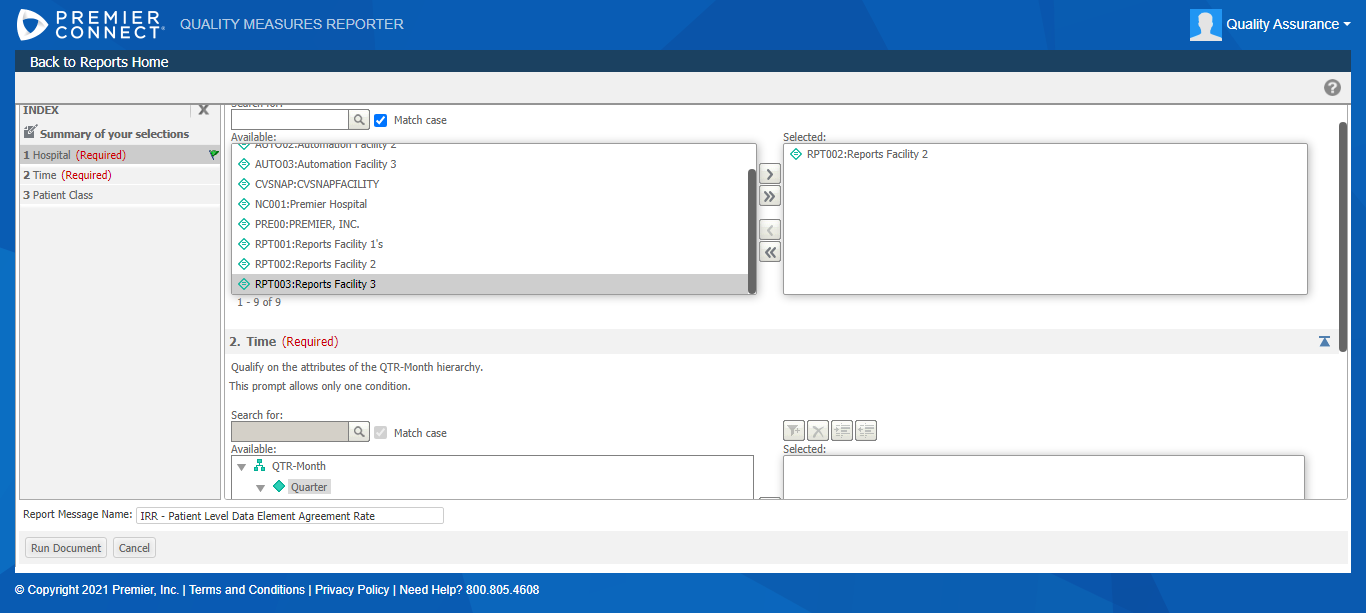 PREMIER CONNECT® QUALITY MEASURES REPORTER
Quality Assurance
Back to Reports Home
INDEX X
Summary of your selections
1 Hospital (Required)
2 Time (Required)
3 Patient Class
Search for:
Match case
Available:
AUTO02:Automation Facility 2
AUTO03:Automation Facility 3
CVSNAP:CVSNAPFACILITY
NC001:Premier Hospital
PRE00:PREMIER, INC.
RPT001:Reports Facility 1's
RPT002:Reports Facility 2
RPT003:Reports Facility 3
1 - 9 of 9
Selected:
RPT002:Reports Facility 2
2. Time (Required)
Qualify on the attributes of the QTR-Month hierarchy.
This prompt allows only one condition.
Search for:
Match case
Available:
QTR-Month
Quarter
Selected:
Report Message Name: IRR - Patient Level Data Element Agreement Rate
Run Document Cancel
© Copyright 2021 Premier, Inc. | Terms and Conditions | Privacy Policy | Need Help? 800.805.4608